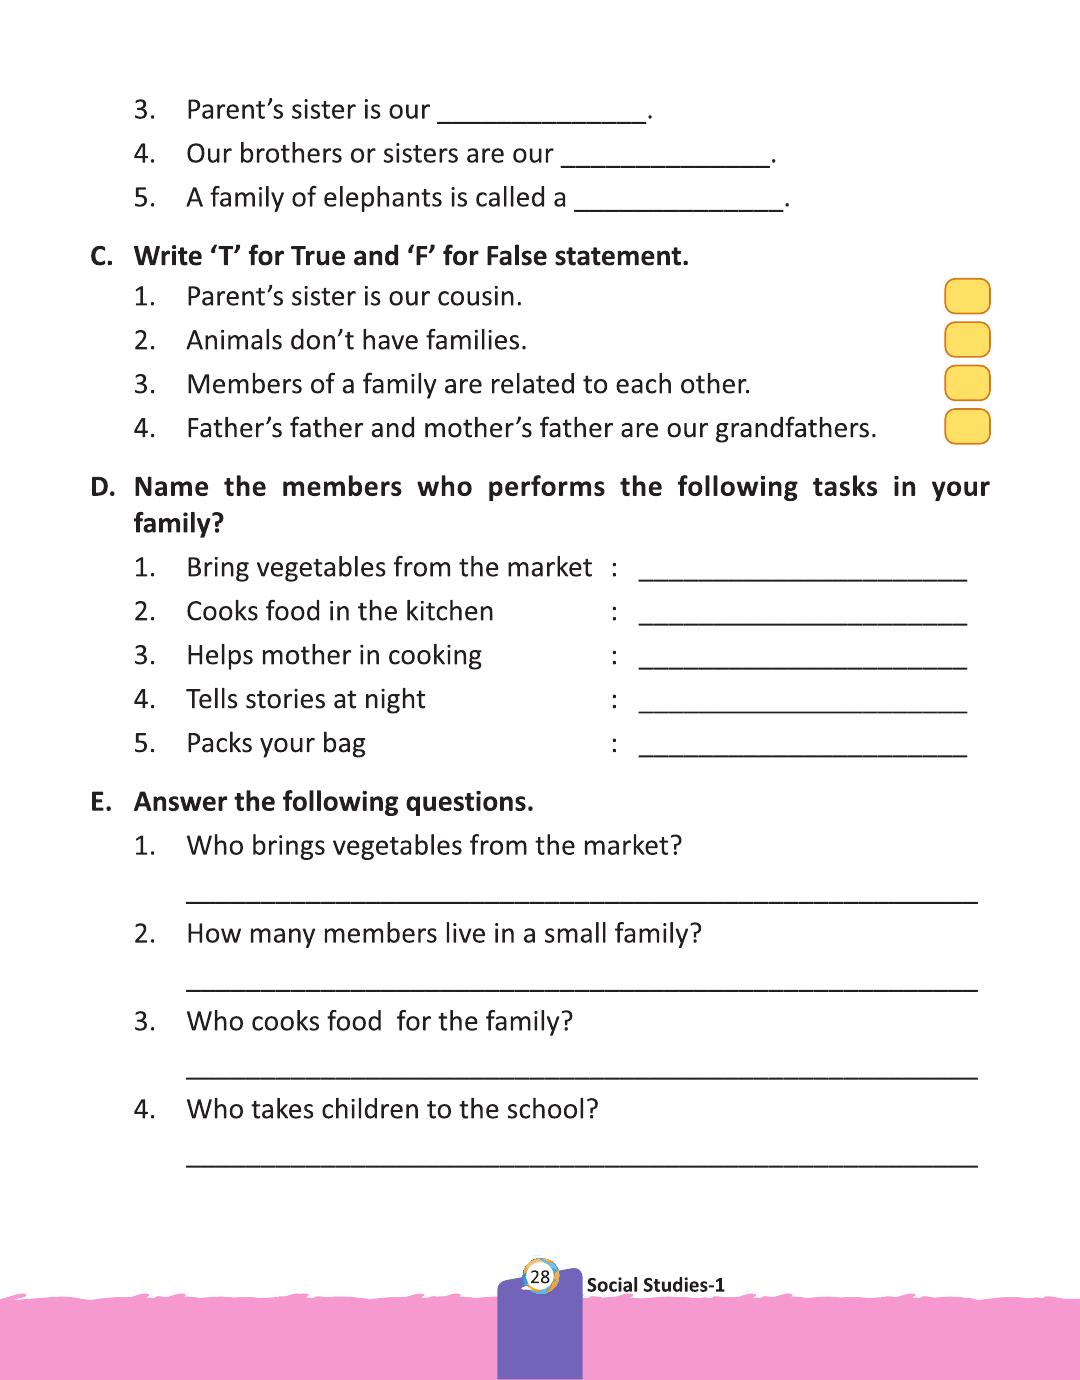 3. Parent’s sister is our ______________.
4. Our brothers or sisters are our ______________.
5. A family of elephants is called a ______________.
C. Write ‘T’ for True and ‘F’ for False statement.
1. Parent’s sister is our cousin.
2. Animals don’t have families.
3. Members of a family are related to each other.
4. Father’s father and mother’s father are our grandfathers.
D. Name the members who performs the following tasks in your
family?
1. Bring vegetables from the market : ______________________
2. Cooks food in the kitchen : ______________________
3. Helps mother in cooking : ______________________
4. Tells stories at night : ______________________
5. Packs your bag : ______________________
E. Answer the following questions.
1. Who brings vegetables from the market?
2. How many members live in a small family?
3. Who cooks food for the family?
4. Who takes children to the school?
28 Social Studies-1